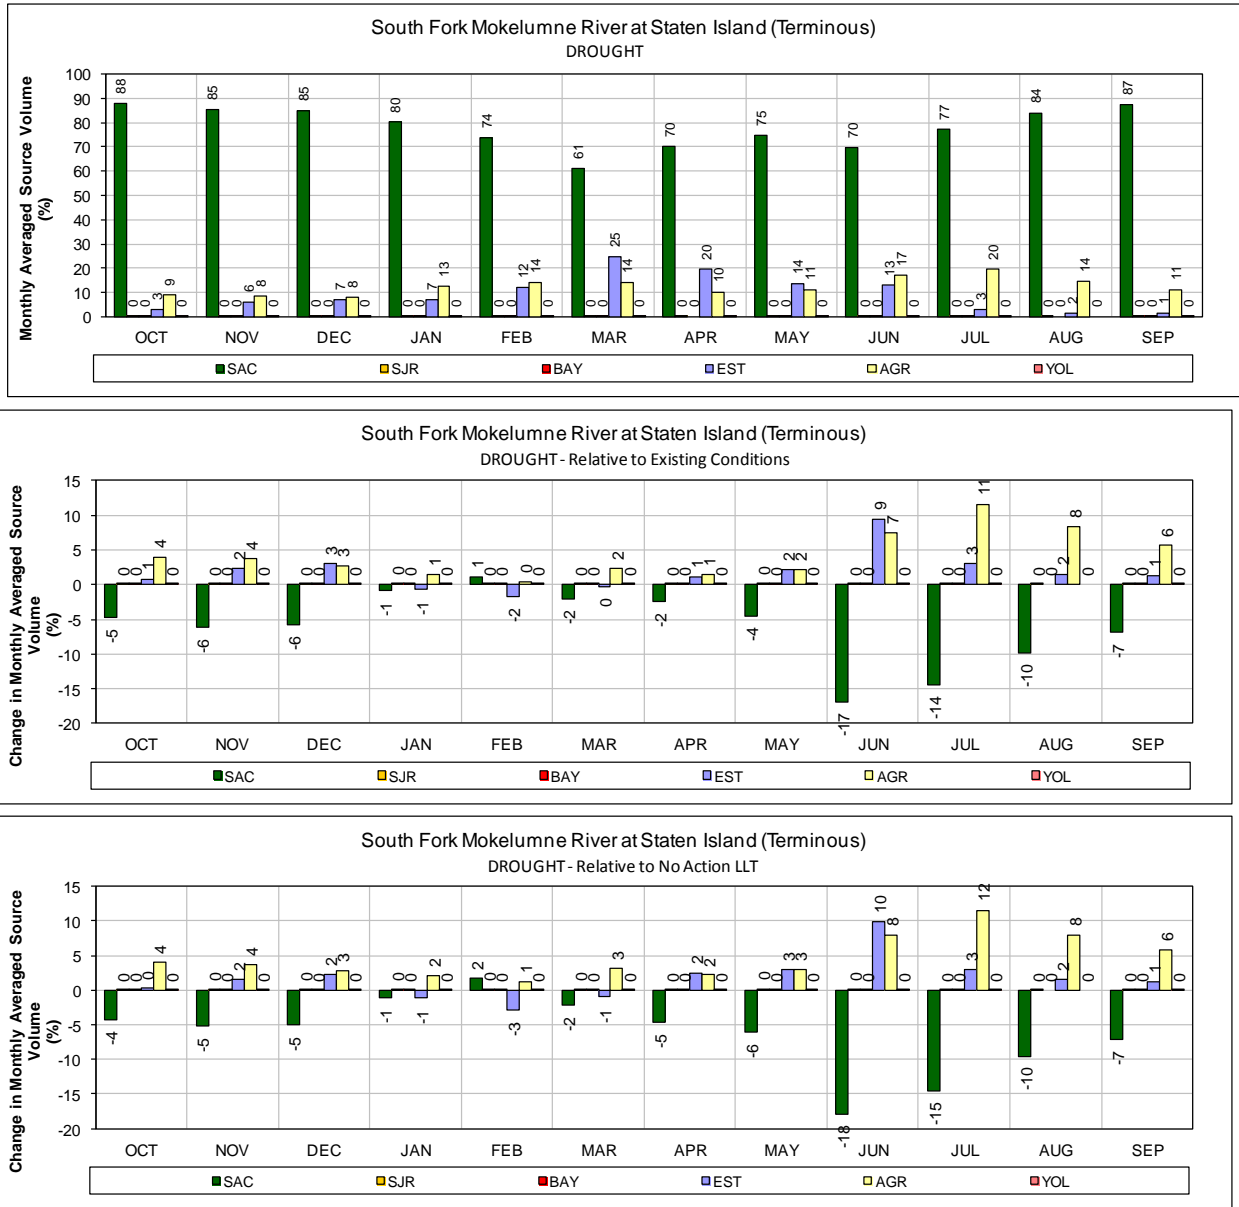 South Fork Mokelumne River at Staten Island (Terminous)
DROUGHT
Monthly Averaged Source Volume
(%)
100
90
80
70
60
50
40
30
20
10
0
88 0 0 3 9 0
85 0 0 6 8 0
85 0 0 7 8 0
80 0 0 7 13 0
74 0 0 12 14 0
61 0 0 25 14 0
70 0 0 20 10 0
75 0 0 14 11 0
70 0 0 13 17 0
77 0 0 3 20 0
84 0 0 2 14 0
87 0 0 1 11 0
OCT NOV DEC JAN FEB MAR APR MAY JUN JUL AUG SEP
SAC SJR BAY EST AGR YOL
South Fork Mokelumne River at Staten Island (Terminous)
DROUGHT - Relative to Existing Conditions
Change in Monthly Averaged Source
Volume
(%)
15
10
5
0
-5
-10
-15
-20
-5 0 0 1 4 0
-6 0 0 2 4 0
-6 0 0 3 3 0
-1 0 0 -1 1 0
1 0 0 -2 0 0
-2 0 0 0 2 0
-2 0 0 1 1 0
-4 0 0 2 2 0
-17 0 0 9 7 0
-14 0 0 3 11 0
-10 0 0 2 8 0
-7 0 0 1 6 0
OCT NOV DEC JAN FEB MAR APR MAY JUN JUL AUG SEP
SAC SJR BAY EST AGR YOL
South Fork Mokelumne River at Staten Island (Terminous)
DROUGHT - Relative to No Action LLT
Change in Monthly Averaged Source
Volume
(%)
15
10
5
0
-5
-10
-15
-20
-4 0 0 0 4 0
-5 0 0 2 4 0
-5 0 0 2 3 0
-1 0 0 -1 2 0
2 0 0 -3 1 0
-2 0 0 -1 3 0
-5 0 0 2 2 0
-6 0 0 3 3 0
-18 0 0 10 8 0
-15 0 0 3 12 0
-10 0 0 2 8 0
-7 0 0 1 6 0
OCT NOV DEC JAN FEB MAR APR MAY JUN JUL AUG SEP
SAC SJR BAY EST AGR YOL